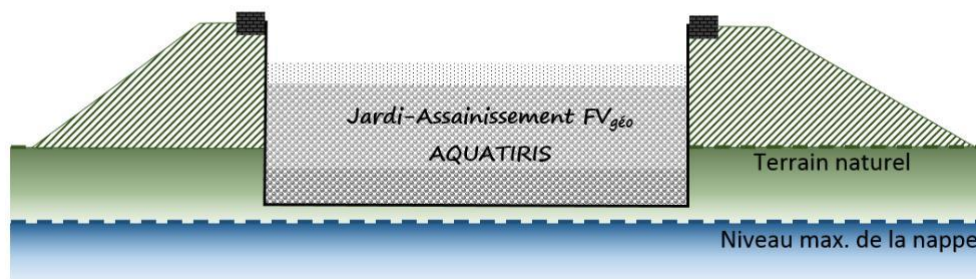 Jardi-Assainissement FVgéo
AQUATIRIS
Terrain naturel
Niveau max. de la nappe